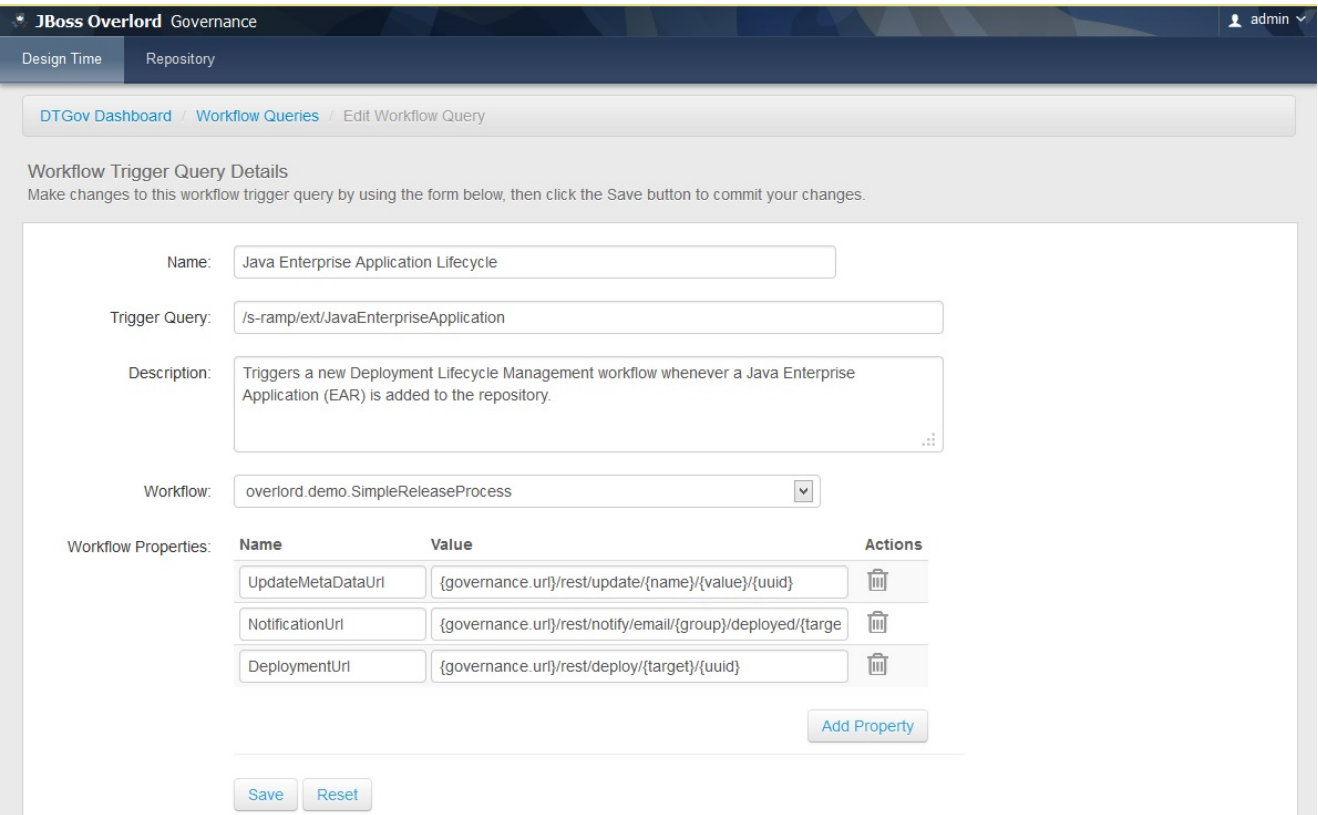 JBoss Overlord Governance
admin
Design Time Repository
DTGov Dashboard / Workflow Queries / Edit Workflow Query
Workflow Trigger Query Details
Make changes to this workflow trigger query by using the form below, then click the Save button to commit your changes.
Name: Java Enterprise Application Lifecycle
Trigger Query: /s-ramp/ext/JavaEnterpriseApplication
Description: Triggers a new Deployment Lifecycle Management workflow whenever a Java Enterprise
Application (EAR) is added to the repository.
Workflow: overlord.demo.SimpleReleaseProcess
Workflow Properties: Name Value Actions
UpdateMetaDataUrl {governance.url}/rest/update/{name}/{value}/{uuid}
NotificationUrl {governance.url}/rest/notify/email/{group}/deployed/{targe
DeploymentUrl {governance.url}/rest/deploy/{target}/{uuid}
Add Property
Save Reset